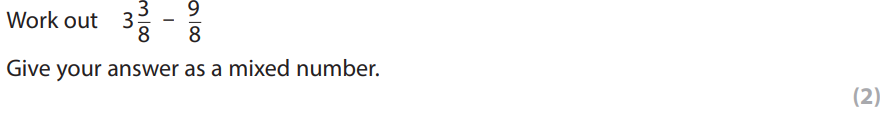 Work out 3 3/8 − 9/8
Give your answer as a mixed number.
(2)